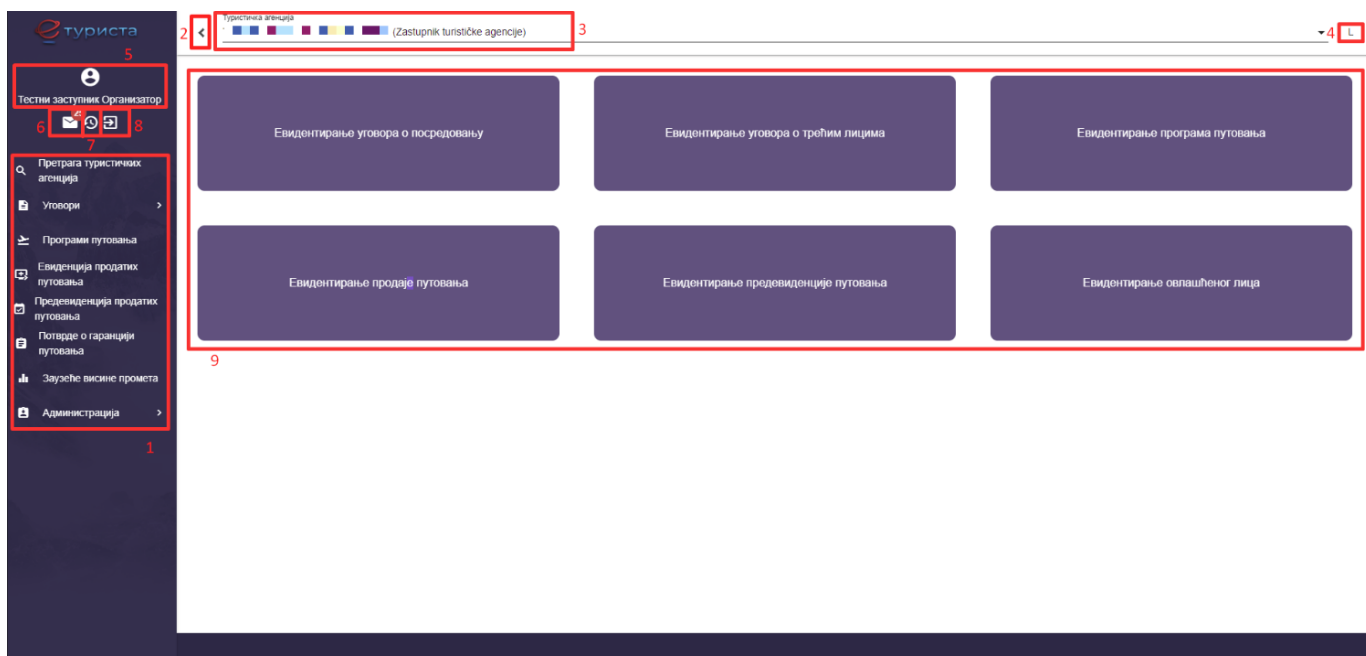 туриста
5
Тестни заступник Организатор
6
8
7
Претрага туристичких
агенција
Уговори
Програми путовања
Евиденција продатих
путовања
Предевиденција продатих
путовања
Потврде о гаранцији
путовања
Заузеће висине промета
Администрација
1
2
Туристичка агенција
(Zastupnik turističke agencije)
3
4
L
Евидентирање уговора о посредовању
Евидентирање уговора о трећим лицима
Евидентирање програма путовања
Евидентирање продаје путовања
Евидентирање предевиденције путовања
Евидентирање овлашћеног лица
9